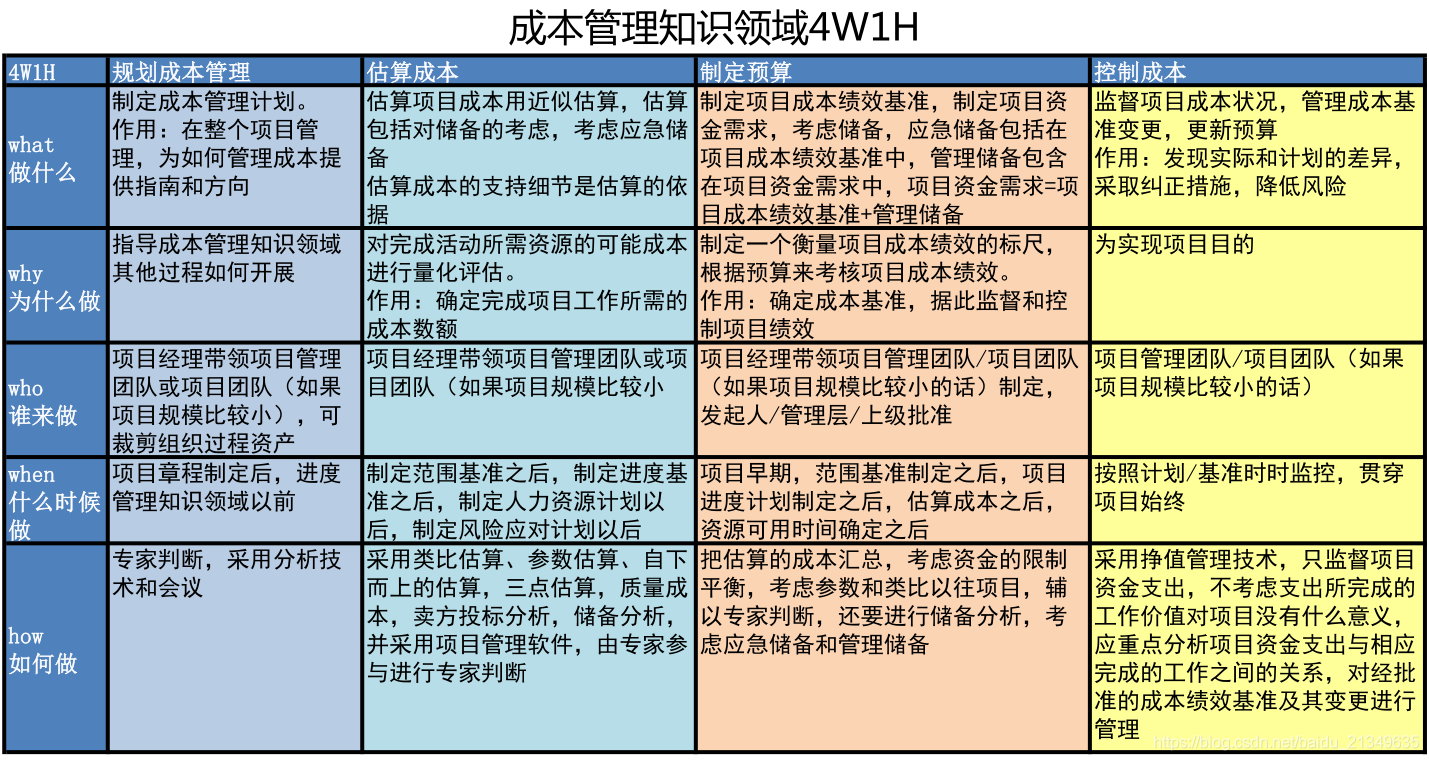 成本管理知识领域4W1H
4W1H
规划成本管理
估算成本
制定预算
控制成本
what
做什么
制定成本管理计划。
作用：在整个项目管
理，为如何管理成本提
供指南和方向
估算项目成本用近似估算，估算
包括对储备的考虑，考虑应急储
备
估算成本的支持细节是估算的依
据
制定项目成本绩效基准，制定项目资
金需求，考虑储备，应急储备包括在
项目成本绩效基准中，管理储备包含
在项目资金需求中，项目资金需求=项
目成本绩效基准+管理储备
监督项目成本状况，管理成本基
准变更，更新预算
作用：发现实际和计划的差异，
采取纠正措施，降低风险
why
为什么做
指导成本管理知识领域
其他过程如何开展
对完成活动所需资源的可能成本
进行量化评估。
作用：确定完成项目工作所需的
成本数额
制定一个衡量项目成本绩效的标尺，
根据预算来考核项目成本绩效。
作用：确定成本基准，据此监督和控
制项目绩效
为实现项目目的
who
谁来做
项目经理带领项目管理
团队或项目团队（如果
项目规模比较小），可
裁剪组织过程资产
项目经理带领项目管理团队或项
目团队（如果项目规模比较小
项目经理带领项目管理团队/项目团队
（如果项目规模比较小的话）制定，
发起人/管理层/上级批准
项目管理团队/项目团队（如果
项目规模比较小的话）
when
什么时候
做
项目章程制定后，进度
管理知识领域以前
制定范围基准之后，制定进度基
准之后，制定人力资源计划以
后，制定风险应对计划以后
项目早期，范围基准制定之后，项目
进度计划制定之后，估算成本之后，
资源可用时间确定之后
按照计划/基准时时监控，贯穿
项目始终
how
如何做
专家判断，采用分析技
术和会议
采用类比估算、参数估算、自下
而上的估算，三点估算，质量成
本，卖方投标分析，储备分析，
并采用项目管理软件，由专家参
与进行专家判断
把估算的成本汇总，考虑资金的限制
平衡，考虑参数和类比以往项目，辅
以专家判断，还要进行储备分析，考
虑应急储备和管理储备
采用挣值管理技术，只监督项目
资金支出，不考虑支出所完成的
工作价值对项目没有什么意义，
应重点分析项目资金支出与相应
完成的工作之间的关系，对经批
准的成本绩效基准及其变更进行
管理
https://blog.csdn.net/baidu_21349635